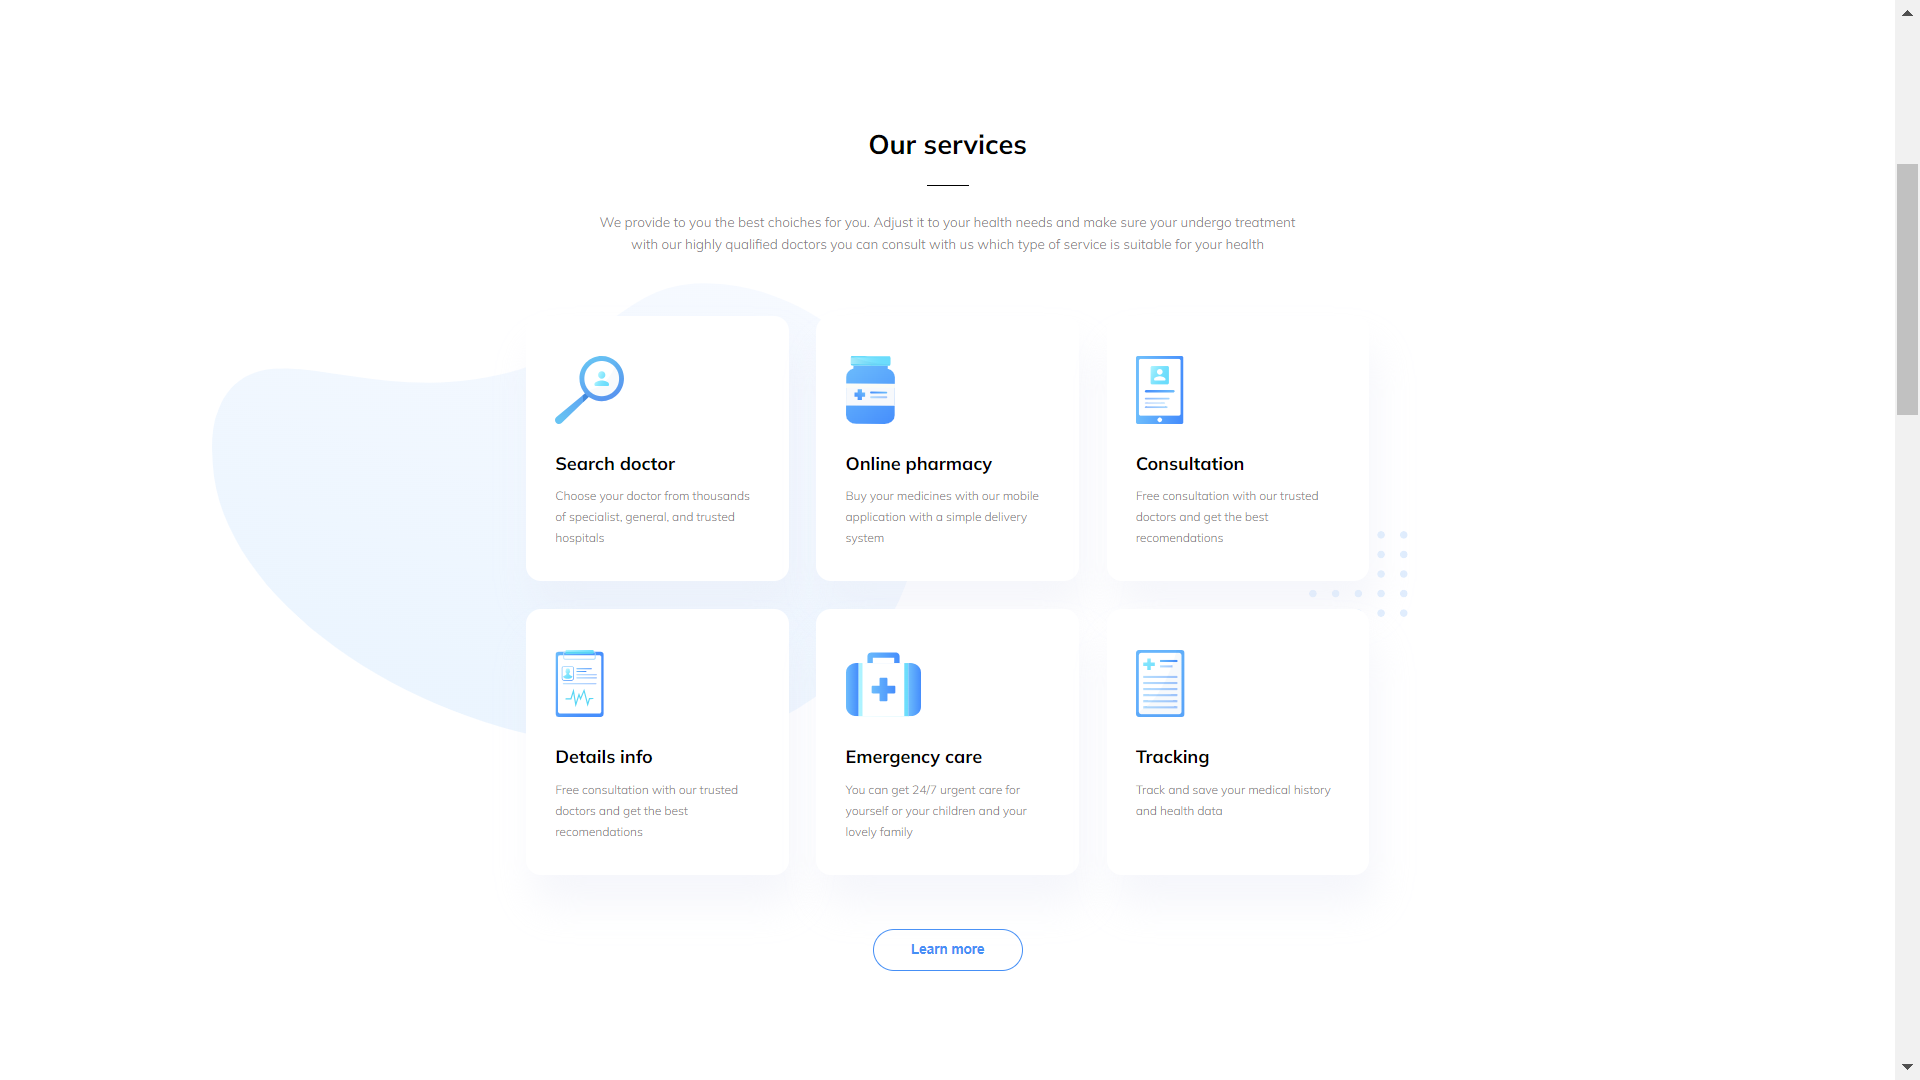 Our services
We provide to you the best choiches for you. Adjust it to your health needs and make sure your undergo treatment
with our highly qualified doctors you can consult with us which type of service is suitable for your health
Search doctor
Choose your doctor from thousands
of specialist, general, and trusted
hospitals
Online pharmacy
Buy your medicines with our mobile
application with a simple delivery
system
Consultation
Free consultation with our trusted
doctors and get the best
recomendations
Details info
Free consultation with our trusted
doctors and get the best
recomendations
Emergency care
You can get 24/7 urgent care for
yourself or your children and your
lovely family
Tracking
Track and save your medical history
and health data
Learn more